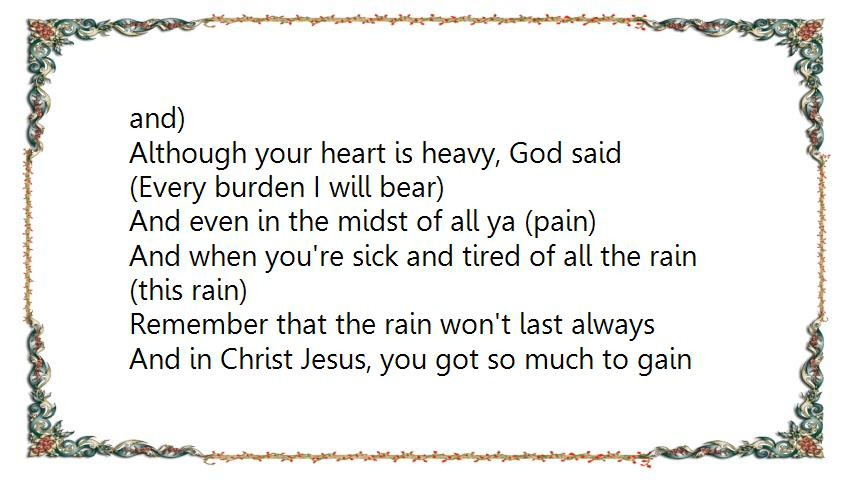 and)
Although your heart is heavy, God said
(Every burden I will bear)
And even in the midst of all ya (pain)
And when you're sick and tired of all the rain
(this rain)
Remember that the rain won't last always
And in Christ Jesus, you got so much to gain